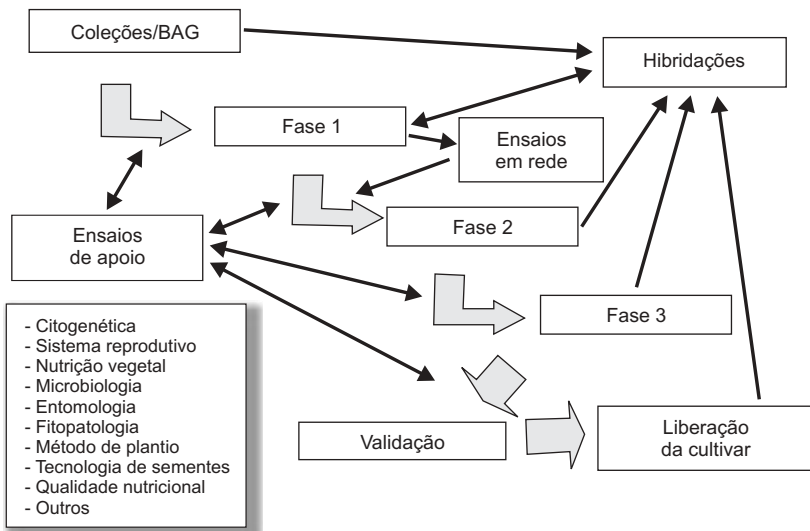 Coleções/BAG
Hibridações
Fase 1
Ensaios
em rede
Ensaios
de apoio
Fase 2
Fase 3
- Citogenética
- Sistema reprodutivo
- Nutrição vegetal
- Microbiologia
- Entomologia
- Fitopatologia
- Método de plantio
- Tecnologia de sementes
- Qualidade nutricional
- Outros
Validação
Liberação
da cultivar